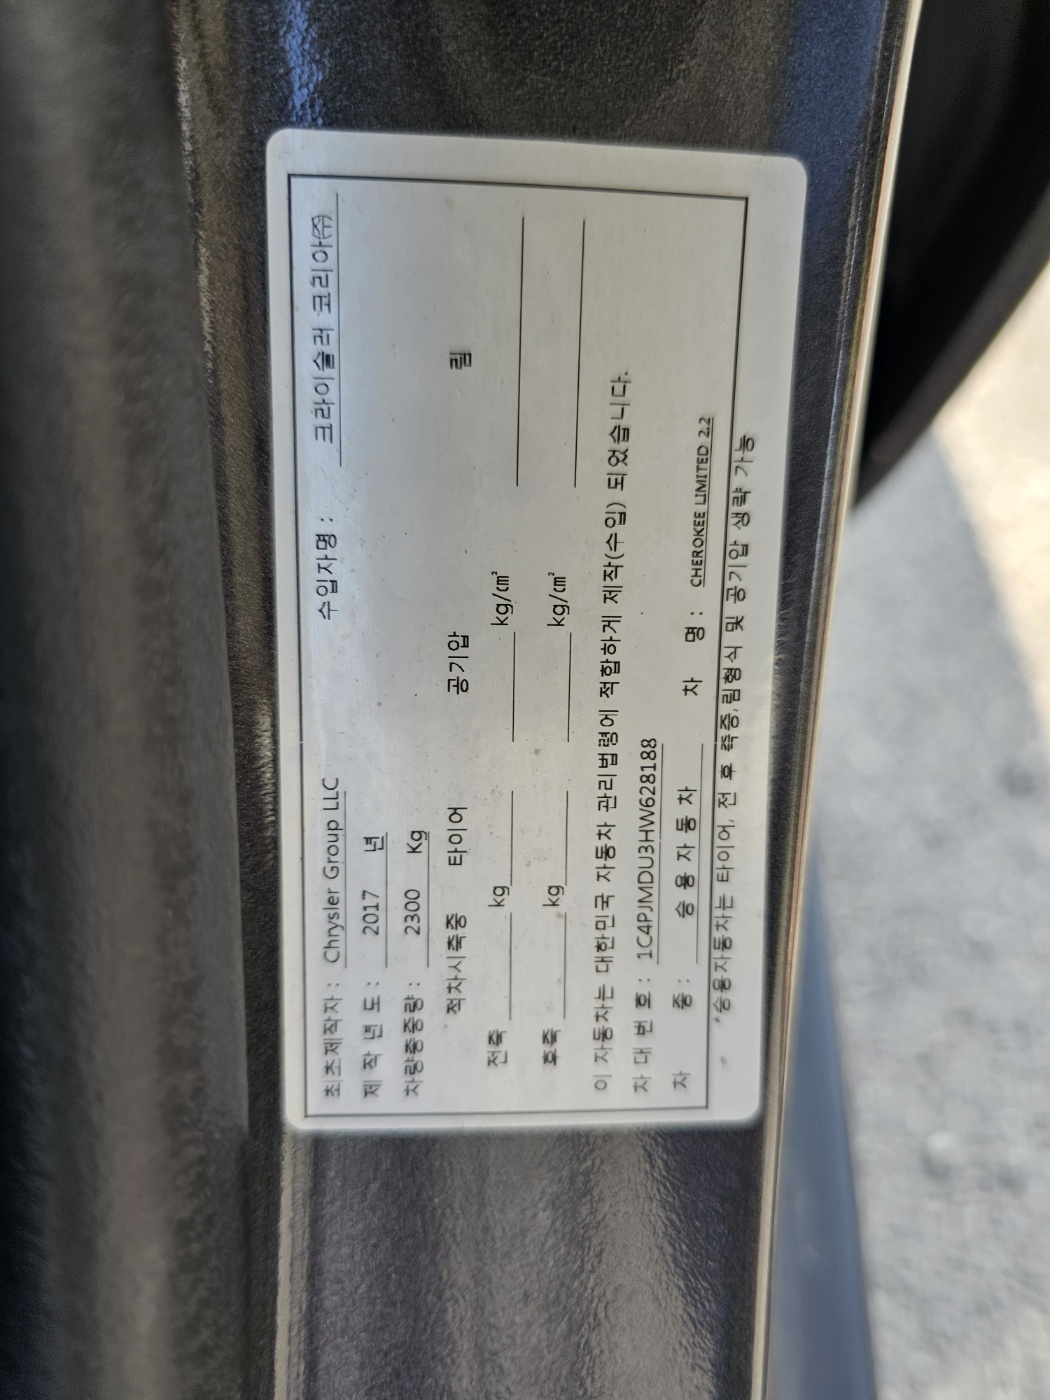 최초제작자 : Chrysler Group LLC 수입자명 : 크라이슬러 코리아㈜
제 작 년 도 : 2017 년
차량총중량 : 2300 Kg
적차시축중 타이어 공기압 림
전축 kg kg/㎠
후축 kg kg/㎠
이 자동차는 대한민국 자동차 관리법령에 적합하게 제작(수입) 되었습니다.
차 대 번 호 : 1C4PJMDU3HW628188
차 종 : 승용자동차 차 명 : CHEROKEE LIMITED 2.2
*승용자동차는 타이어, 전 후 축중,림형식 및 공기압 생략 가능